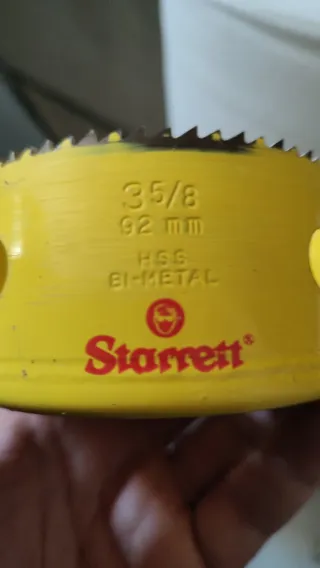 3 5/8
92 mm
HSS
BI-METAL
Starrett®